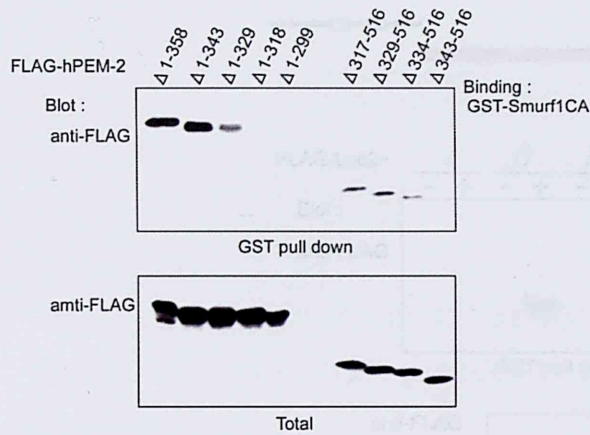 FLAG-hPEM-2
Δ 1-358
Δ 1-343
Δ 1-329
Δ 1-318
Δ 1-299
Δ 317-516
Δ 329-516
Δ 334-516
Δ 343-516
Binding :
GST-Smurf1CA
Blot :
anti-FLAG
GST pull down
amti-FLAG
Total